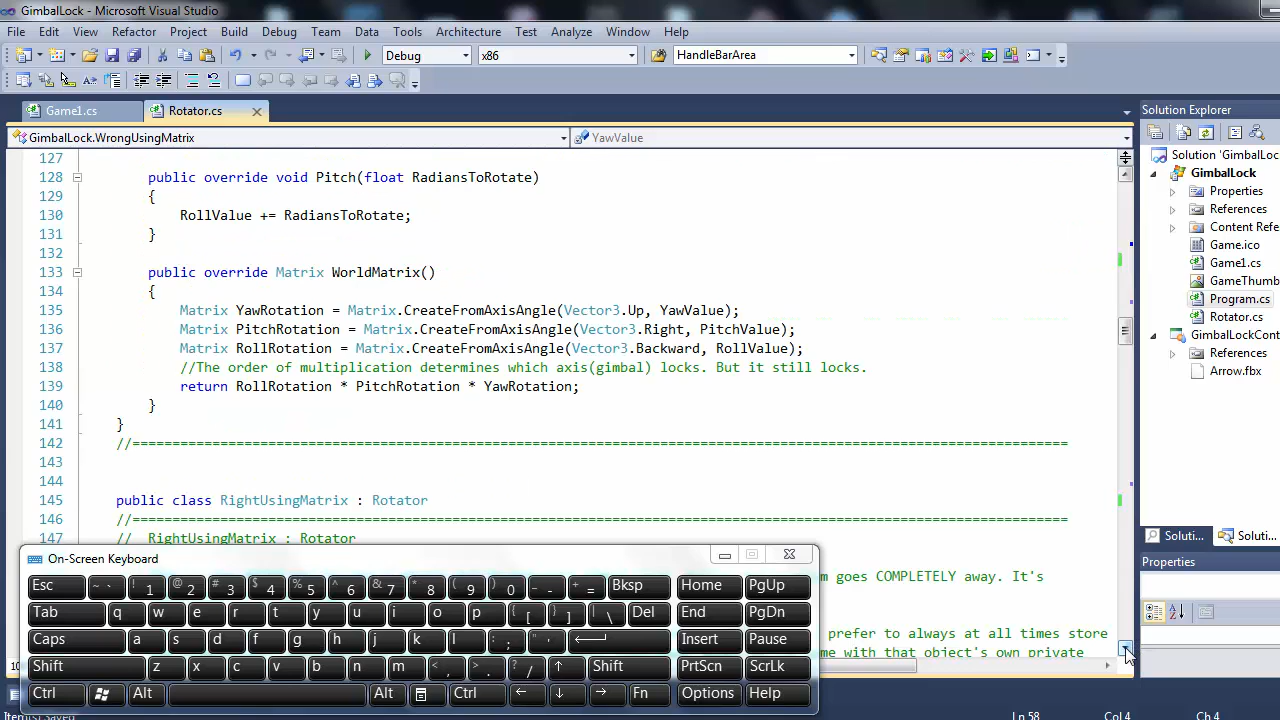 GimbalLock - Microsoft Visual Studio
File Edit View Refactor Project Build Debug Team Data Tools Architecture Test Analyze Window Help
Debug x86 HandleBarArea
Game1.cs Rotator.cs
Solution Explorer
GimbalLock.WrongUsingMatrix YawValue
127
128 public override void Pitch(float RadiansToRotate)
129 {
130 RollValue += RadiansToRotate;
131 }
132
133 public override Matrix WorldMatrix()
134 {
135 Matrix YawRotation = Matrix.CreateFromAxisAngle(Vector3.Up, YawValue);
136 Matrix PitchRotation = Matrix.CreateFromAxisAngle(Vector3.Right, PitchValue);
137 Matrix RollRotation = Matrix.CreateFromAxisAngle(Vector3.Backward, RollValue);
138 //The order of multiplication determines which axis(gimbal) locks. But it still locks.
139 return RollRotation * PitchRotation * YawRotation;
140 }
141 }
142 //=====================================================================================================================
143
144
145 public class RightUsingMatrix : Rotator
146 //=====================================================================================================================
147 // RightUsingMatrix : Rotator
m goes COMPLETELY away. It's
prefer to always at all times store
me with that object's own private
Solution 'GimbalLoc
GimbalLock
Properties
References
Content Refe
Game.ico
Game1.cs
GameThumb
Program.cs
Rotator.cs
GimbalLockCont
References
Arrow.fbx
Soluti... Soluti...
Properties
On-Screen Keyboard
Esc ~ ` ! 1 @ 2 # 3 $ 4 % 5 ^ 6 & 7 * 8 ( 9 ) 0 _ - + = Bksp Home PgUp
Tab q w e r t y u i o p { [ } ] | \ Del End PgDn
Caps a s d f g h j k l : ; " ' Insert Pause
Shift z x c v b n m < , > . ? / ↑ Shift PrtScn ScrLk
Ctrl Alt Alt Ctrl ← ↓ → Fn Options Help
Item(s) Saved Ln 58 Col 4 Ch 4